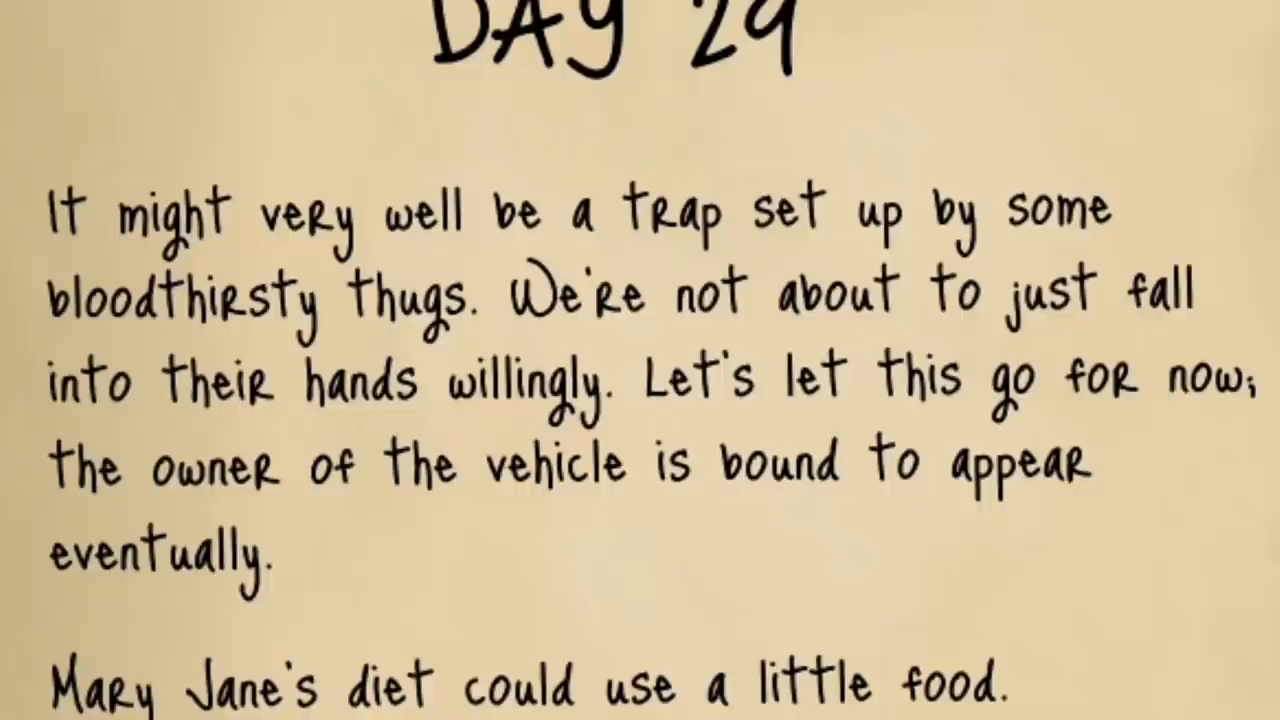 DAY 29
It might very well be a trap set up by some
bloodthirsty thugs. We're not about to just fall
into their hands willingly. Let's let this go for now;
the owner of the vehicle is bound to appear
eventually.
Mary Jane's diet could use a little food.